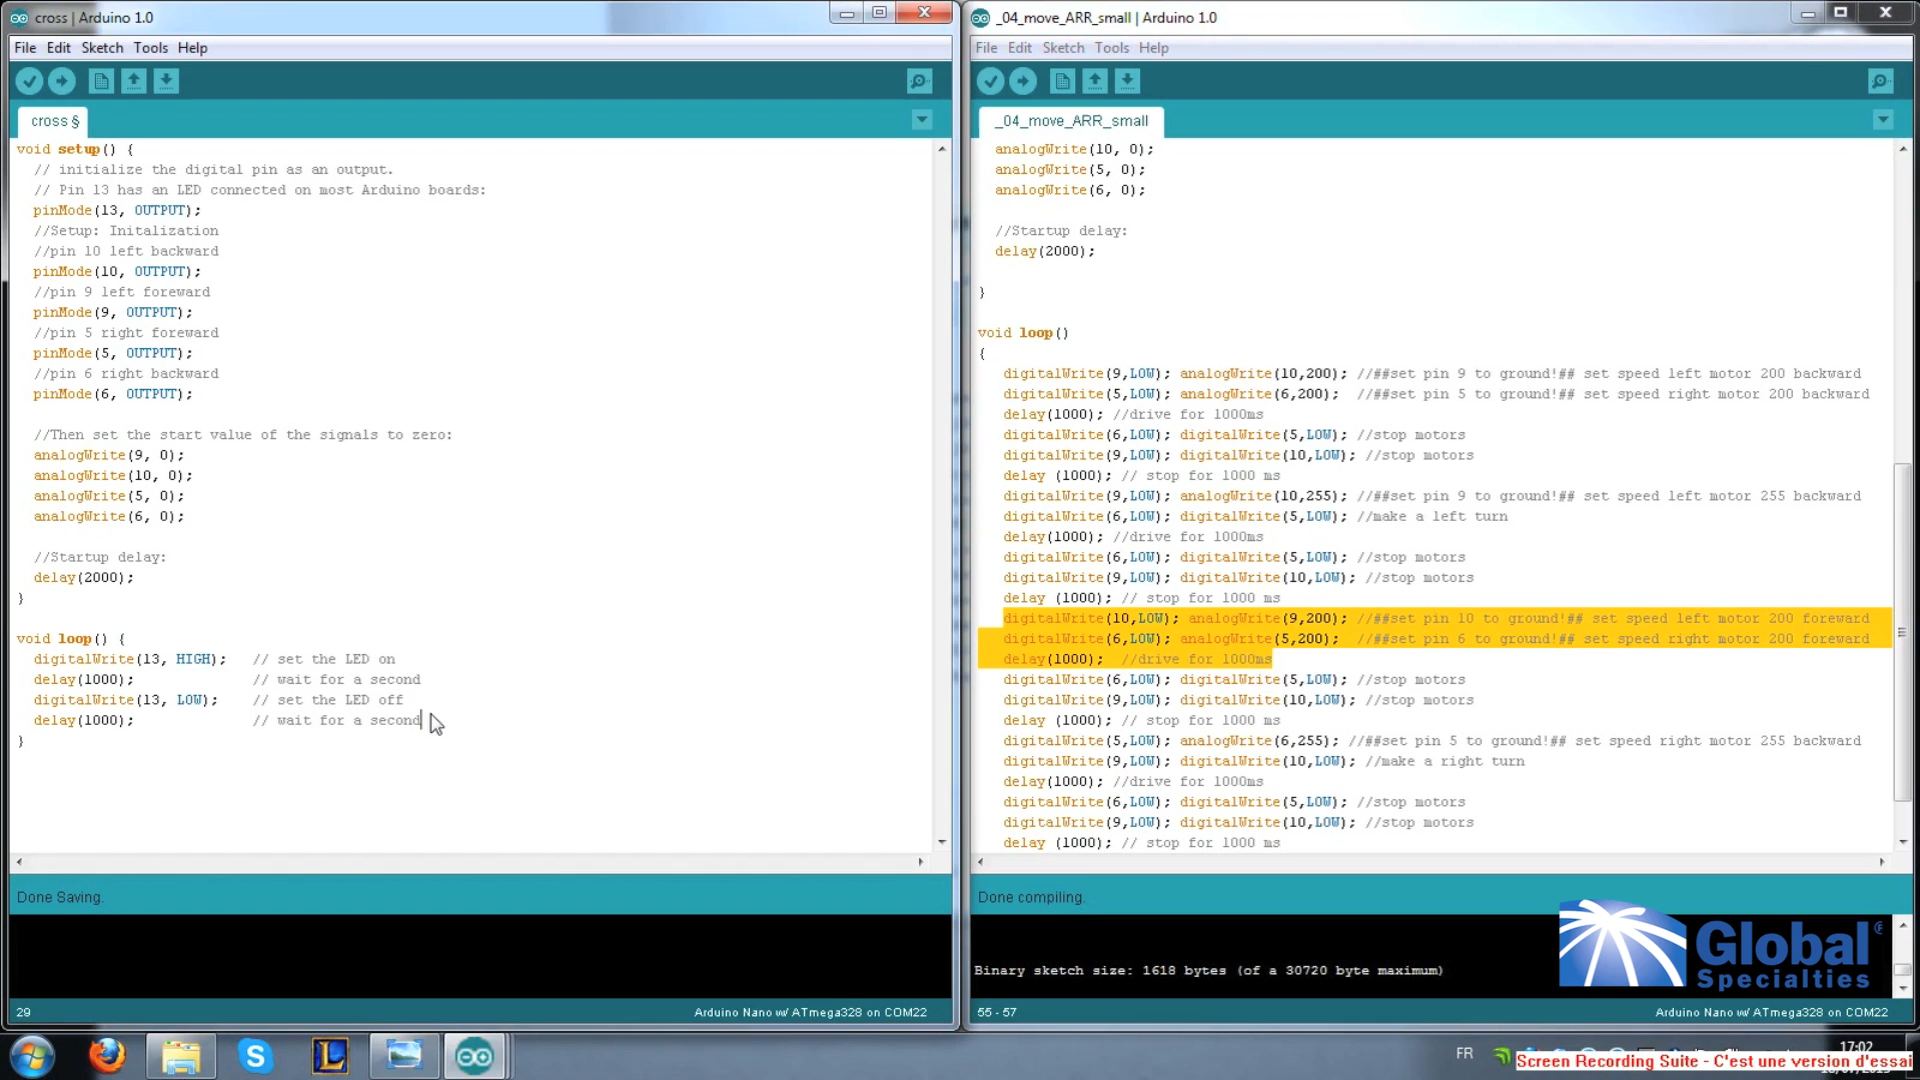 cross | Arduino 1.0
File Edit Sketch Tools Help
cross §
void setup() {
// initialize the digital pin as an output.
// Pin 13 has an LED connected on most Arduino boards:
pinMode(13, OUTPUT);
//Setup: Initalization
//pin 10 left backward
pinMode(10, OUTPUT);
//pin 9 left foreward
pinMode(9, OUTPUT);
//pin 5 right foreward
pinMode(5, OUTPUT);
//pin 6 right backward
pinMode(6, OUTPUT);
//Then set the start value of the signals to zero:
analogWrite(9, 0);
analogWrite(10, 0);
analogWrite(5, 0);
analogWrite(6, 0);
//Startup delay:
delay(2000);
}
void loop() {
digitalWrite(13, HIGH);   // set the LED on
delay(1000);              // wait for a second
digitalWrite(13, LOW);    // set the LED off
delay(1000);              // wait for a second
}
Done Saving.
29
Arduino Nano w/ ATmega328 on COM22
_04_move_ARR_small | Arduino 1.0
File Edit Sketch Tools Help
_04_move_ARR_small
analogWrite(10, 0);
analogWrite(5, 0);
analogWrite(6, 0);
//Startup delay:
delay(2000);
}
void loop()
{
digitalWrite(9,LOW); analogWrite(10,200); //##set pin 9 to ground!## set speed left motor 200 backward
digitalWrite(5,LOW); analogWrite(6,200);  //##set pin 5 to ground!## set speed right motor 200 backward
delay(1000); //drive for 1000ms
digitalWrite(6,LOW); digitalWrite(5,LOW); //stop motors
digitalWrite(9,LOW); digitalWrite(10,LOW); //stop motors
delay (1000); // stop for 1000 ms
digitalWrite(9,LOW); analogWrite(10,255); //##set pin 9 to ground!## set speed left motor 255 backward
digitalWrite(6,LOW); digitalWrite(5,LOW); //make a left turn
delay(1000); //drive for 1000ms
digitalWrite(6,LOW); digitalWrite(5,LOW); //stop motors
digitalWrite(9,LOW); digitalWrite(10,LOW); //stop motors
delay (1000); // stop for 1000 ms
digitalWrite(10,LOW); analogWrite(9,200); //##set pin 10 to ground!## set speed left motor 200 foreward
digitalWrite(6,LOW); analogWrite(5,200);  //##set pin 6 to ground!## set speed right motor 200 foreward
delay(1000);  //drive for 1000ms
digitalWrite(6,LOW); digitalWrite(5,LOW); //stop motors
digitalWrite(9,LOW); digitalWrite(10,LOW); //stop motors
delay (1000); // stop for 1000 ms
digitalWrite(5,LOW); analogWrite(6,255); //##set pin 5 to ground!## set speed right motor 255 backward
digitalWrite(9,LOW); digitalWrite(10,LOW); //make a right turn
delay(1000); //drive for 1000ms
digitalWrite(6,LOW); digitalWrite(5,LOW); //stop motors
digitalWrite(9,LOW); digitalWrite(10,LOW); //stop motors
delay (1000); // stop for 1000 ms
Done compiling.
Binary sketch size: 1618 bytes (of a 30720 byte maximum)
Global ®
Specialties
55 - 57
Arduino Nano w/ ATmega328 on COM22
FR
17:02
Screen Recording Suite - C'est une version d'essai